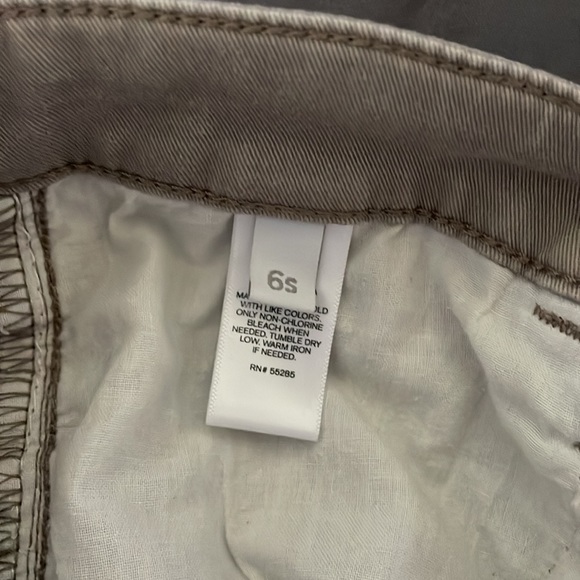 6s
WITH LIKE COLORS.
ONLY NON-CHLORINE
BLEACH WHEN
NEEDED. TUMBLE DRY
LOW. WARM IRON
IF NEEDED.
RN# 55285